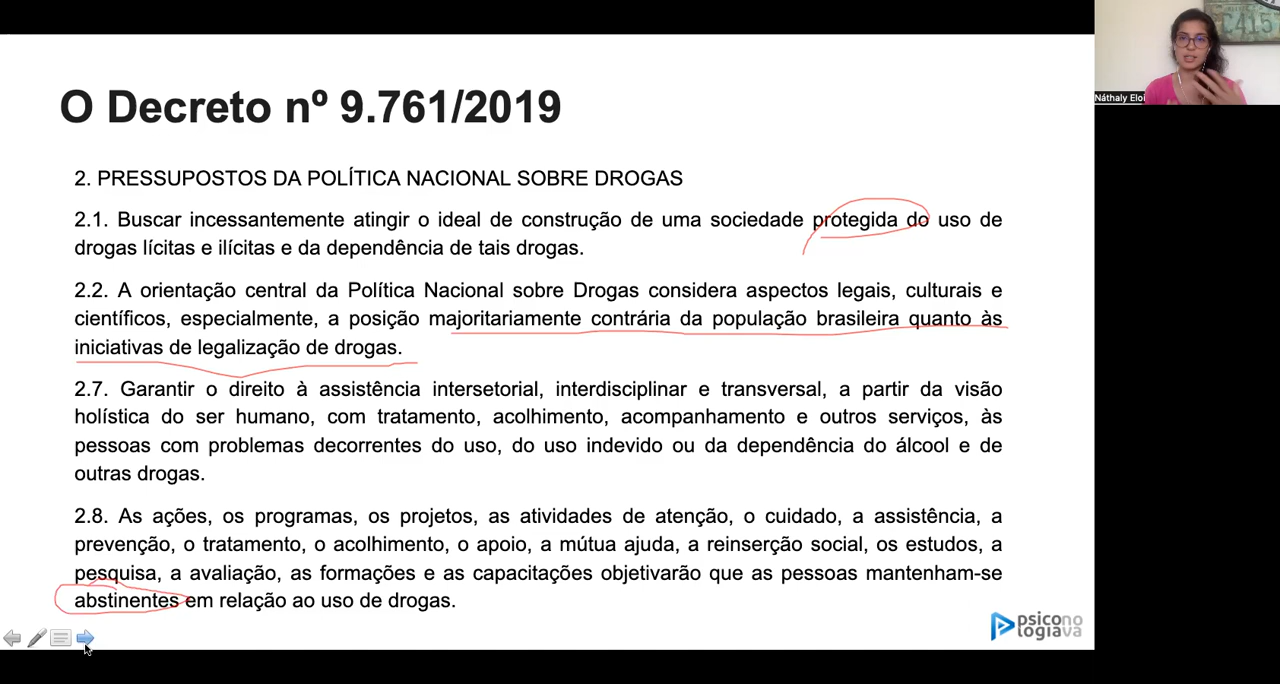 C415
Náthaly Eloi
O Decreto nº 9.761/2019
2. PRESSUPOSTOS DA POLÍTICA NACIONAL SOBRE DROGAS
2.1. Buscar incessantemente atingir o ideal de construção de uma sociedade protegida do uso de
drogas lícitas e ilícitas e da dependência de tais drogas.
2.2. A orientação central da Política Nacional sobre Drogas considera aspectos legais, culturais e
científicos, especialmente, a posição majoritariamente contrária da população brasileira quanto às
iniciativas de legalização de drogas.
2.7. Garantir o direito à assistência intersetorial, interdisciplinar e transversal, a partir da visão
holística do ser humano, com tratamento, acolhimento, acompanhamento e outros serviços, às
pessoas com problemas decorrentes do uso, do uso indevido ou da dependência do álcool e de
outras drogas.
2.8. As ações, os programas, os projetos, as atividades de atenção, o cuidado, a assistência, a
prevenção, o tratamento, o acolhimento, o apoio, a mútua ajuda, a reinserção social, os estudos, a
pesquisa, a avaliação, as formações e as capacitações objetivarão que as pessoas mantenham-se
abstinentes em relação ao uso de drogas.
psicono
logiava